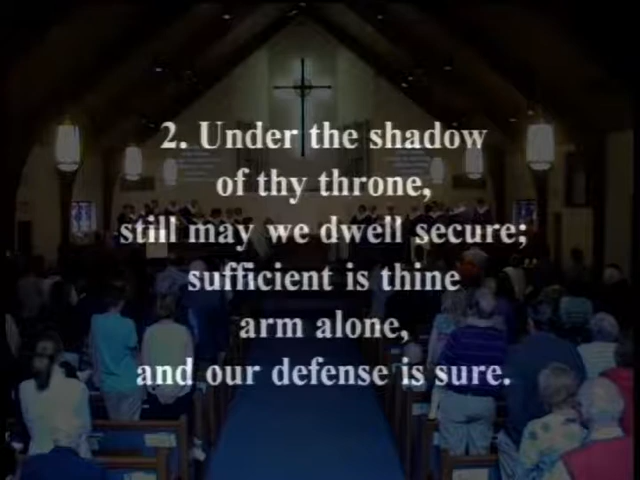 2. Under the shadow
of thy throne,
still may we dwell secure;
sufficient is thine
arm alone,
and our defense is sure.